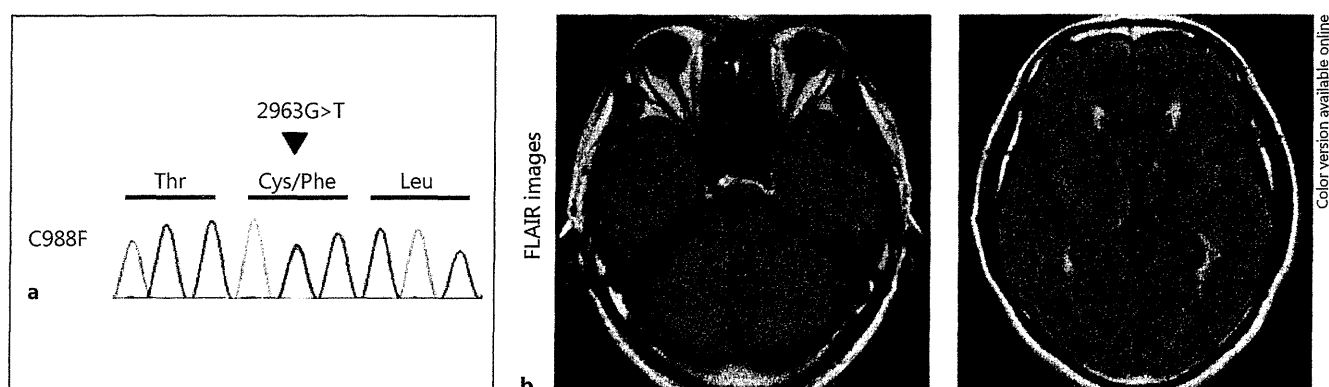 2963G>T
Thr Cys/Phe Leu
C988F
a
FLAIR images
b
Color version available online